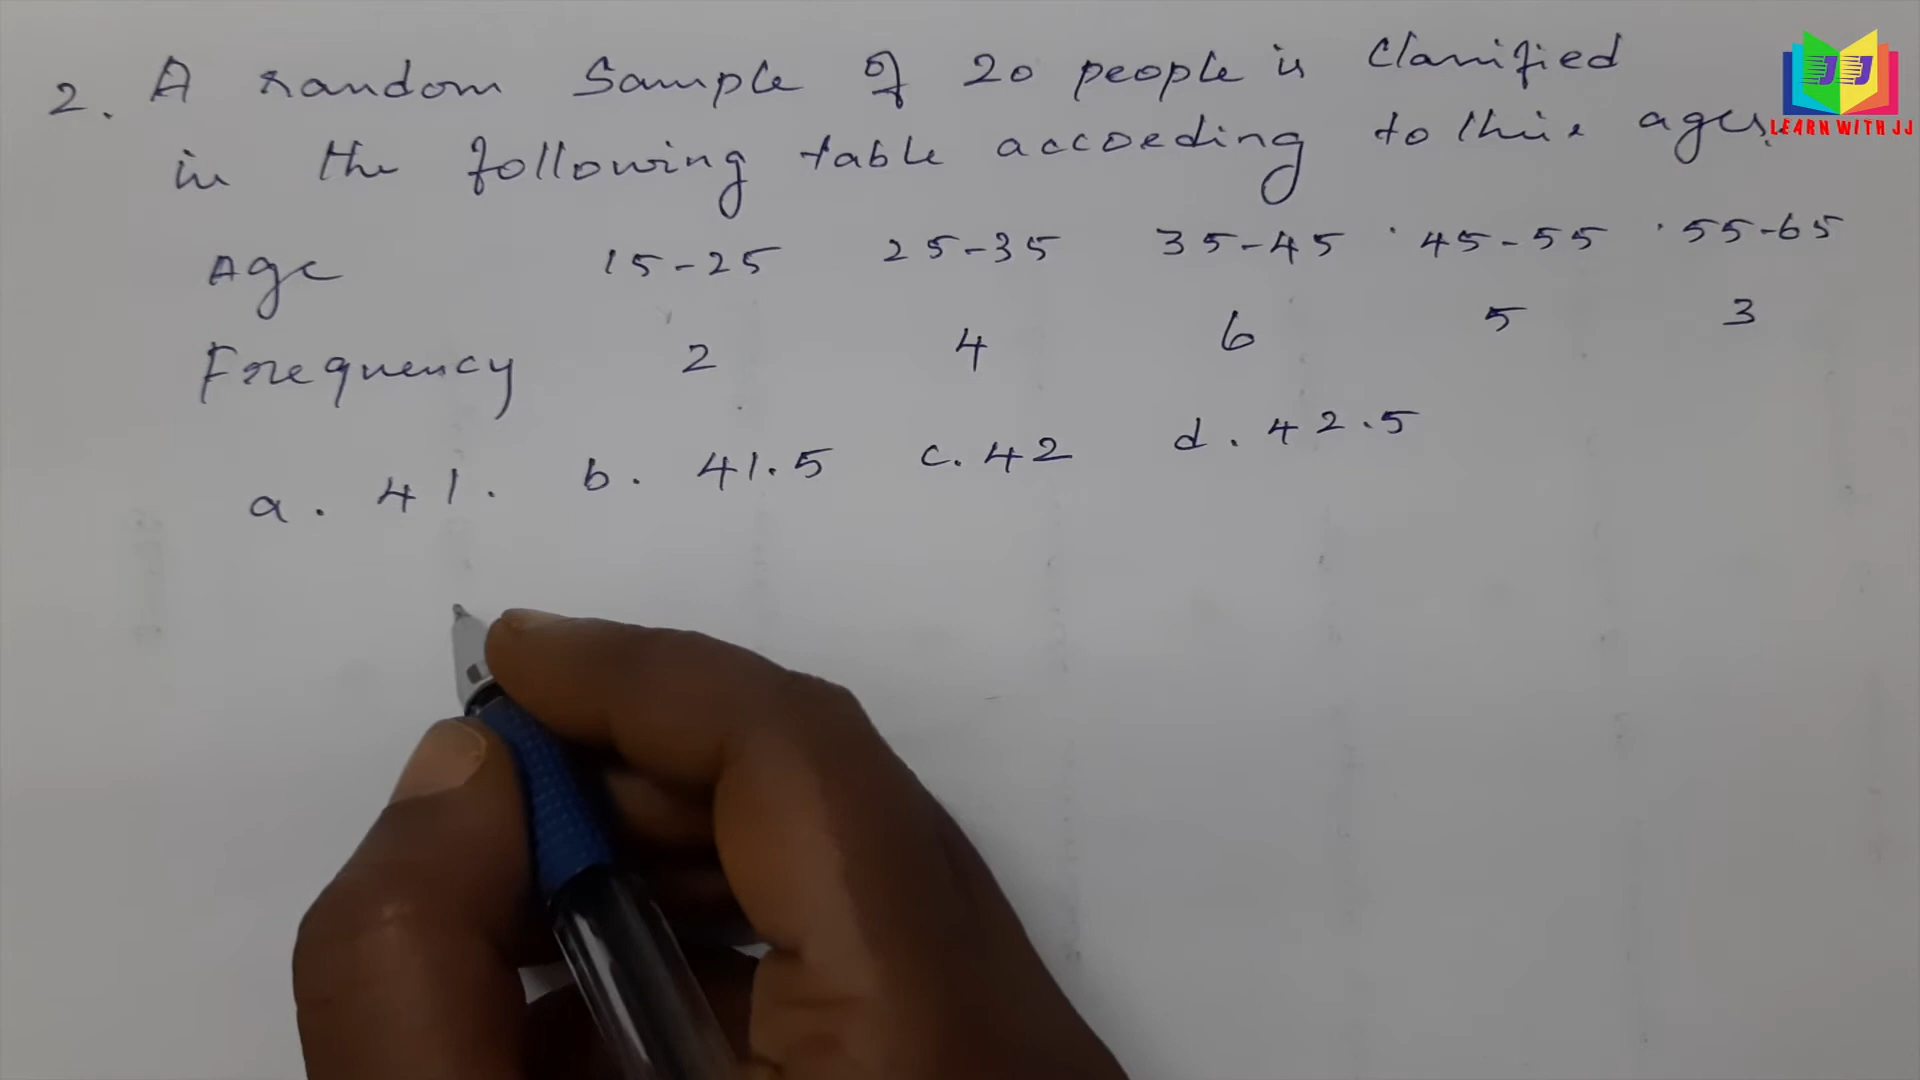 2. A random Sample of 20 people is Classified
in the following table according to thir ages.
Age 15-25 25-35 35-45 45-55 55-65
Frequency 2 4 6 5 3
a. 41. b. 41.5 c. 42 d. 42.5
JJ
LEARN WITH JJ